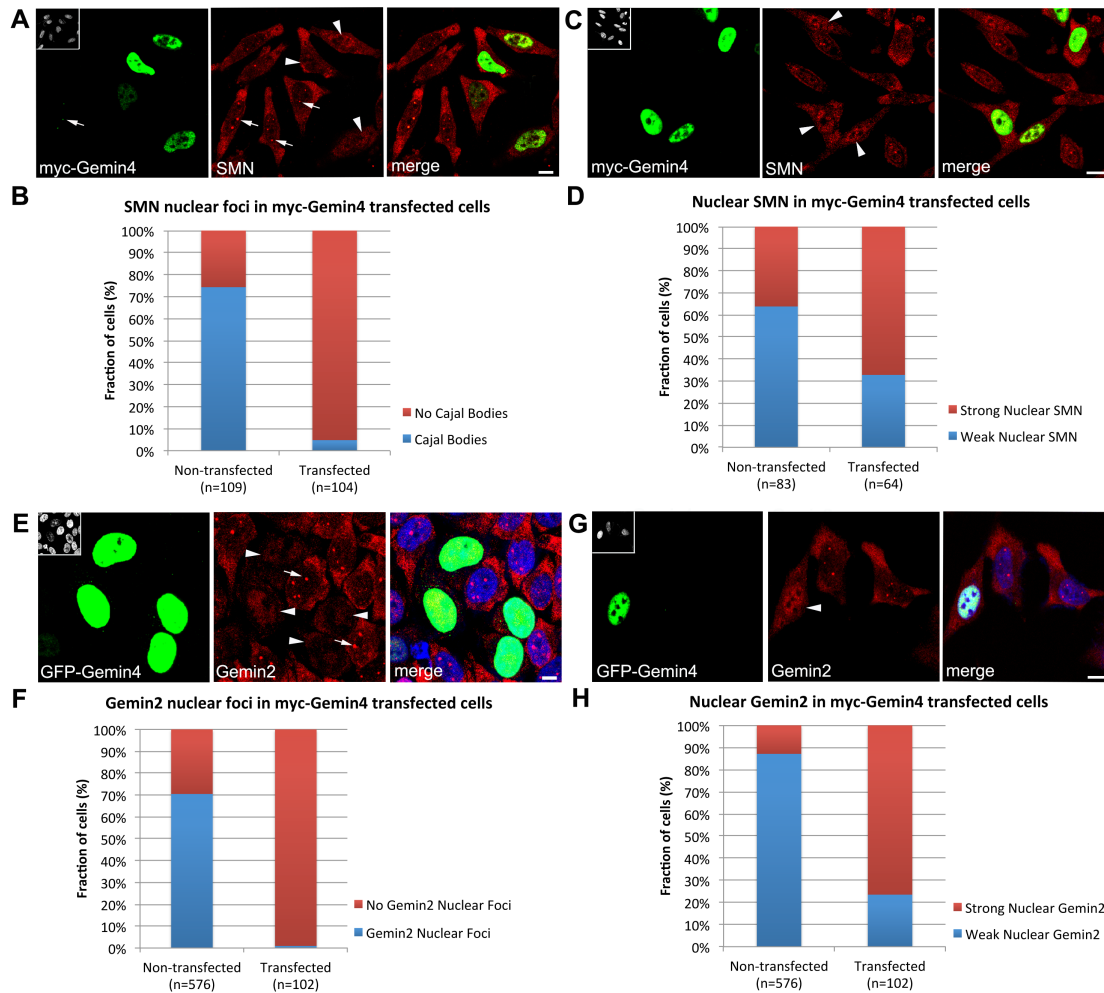 A
myc-Gemin4
SMN
merge
C
myc-Gemin4
SMN
merge
B
SMN nuclear foci in myc-Gemin4 transfected cells
Fraction of cells (%)
100%
90%
80%
70%
60%
50%
40%
30%
20%
10%
0%
Non-transfected
(n=109)
Transfected
(n=104)
No Cajal Bodies
Cajal Bodies
D
Nuclear SMN in myc-Gemin4 transfected cells
Fraction of cells (%)
100%
90%
80%
70%
60%
50%
40%
30%
20%
10%
0%
Non-transfected
(n=83)
Transfected
(n=64)
Strong Nuclear SMN
Weak Nuclear SMN
E
GFP-Gemin4
Gemin2
merge
G
GFP-Gemin4
Gemin2
merge
F
Gemin2 nuclear foci in myc-Gemin4 transfected cells
Fraction of cells (%)
100%
90%
80%
70%
60%
50%
40%
30%
20%
10%
0%
Non-transfected
(n=576)
Transfected
(n=102)
No Gemin2 Nuclear Foci
Gemin2 Nuclear Foci
H
Nuclear Gemin2 in myc-Gemin4 transfected cells
Fraction of cells (%)
100%
90%
80%
70%
60%
50%
40%
30%
20%
10%
0%
Non-transfected
(n=576)
Transfected
(n=102)
Strong Nuclear Gemin2
Weak Nuclear Gemin2